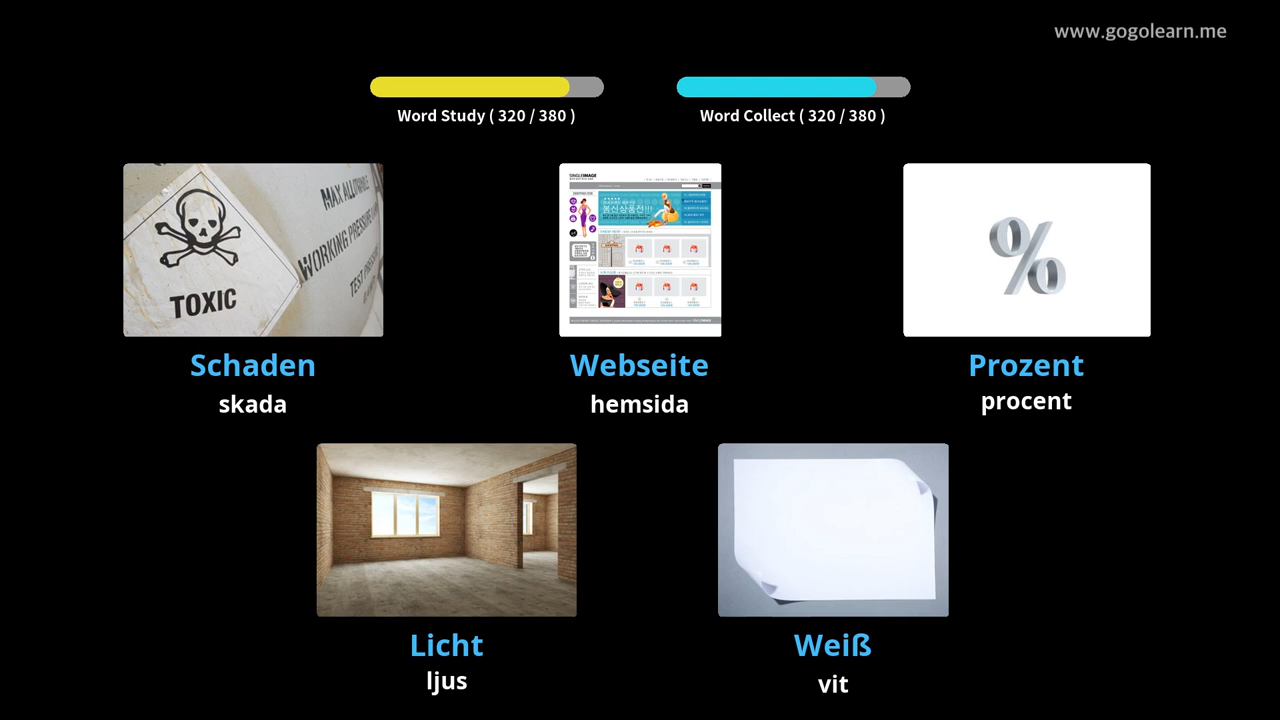 www.gogolearn.me
Word Study ( 320 / 380 )
Word Collect ( 320 / 380 )
MAX ALLOWABLE
WORKING PRESSURE
TEST
TOXIC
%
Schaden
Webseite
Prozent
skada
hemsida
procent
Licht
Weiß
ljus
vit